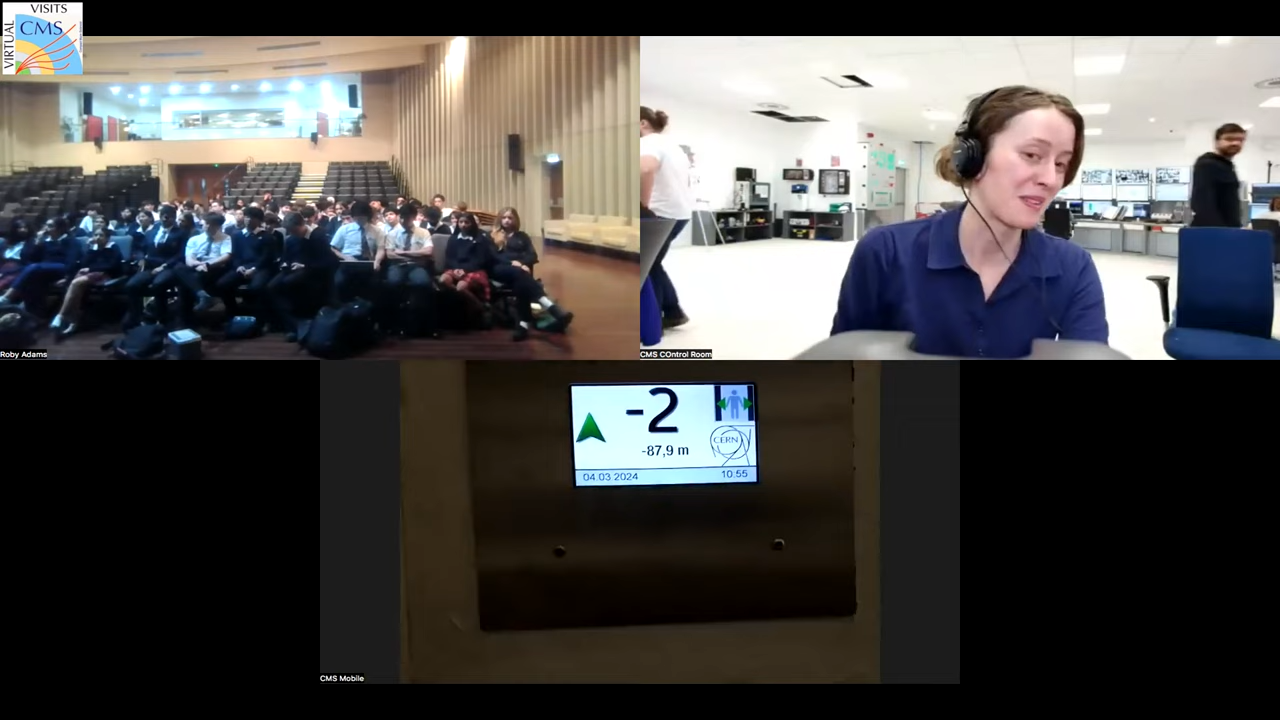 VISITS
VIRTUAL
CMS
Roby Adams
CMS COntrol Room
-2
-87,9 m
CERN
04.03 2024
10:55
CMS Mobile